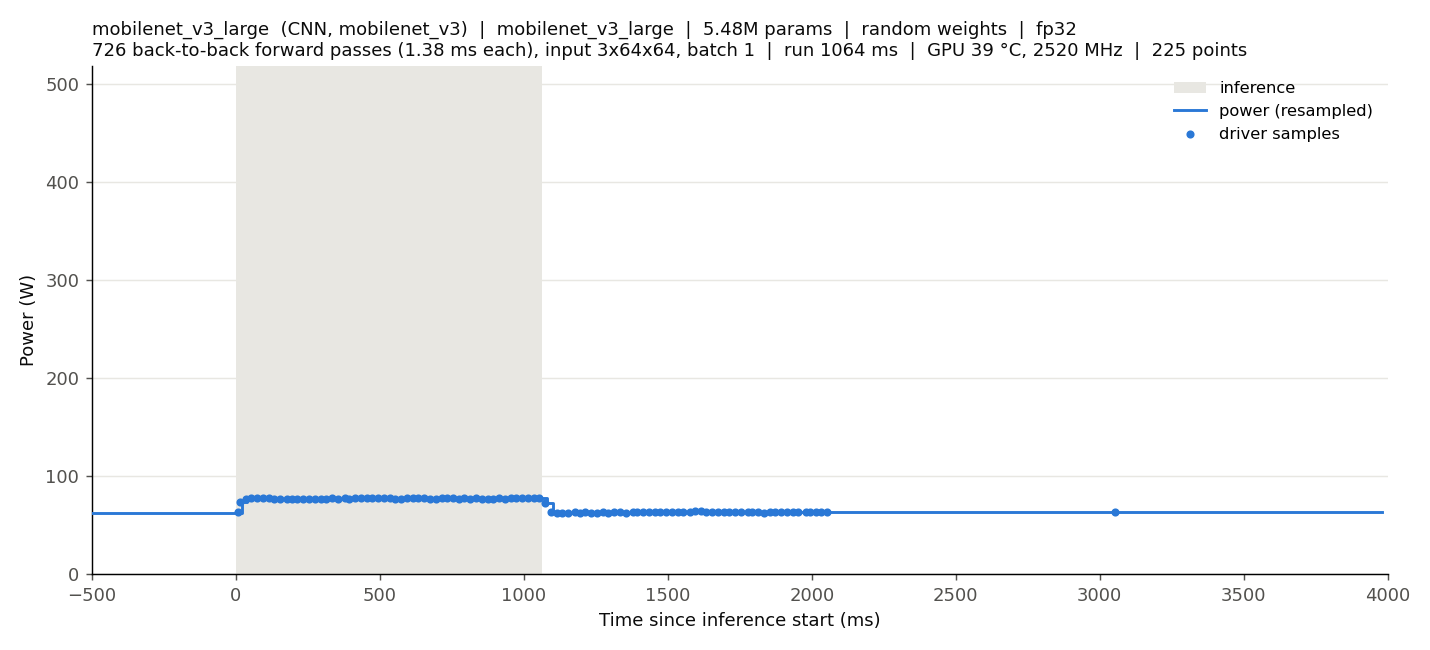 mobilenet_v3_large  (CNN, mobilenet_v3)  |  mobilenet_v3_large  |  5.48M params  |  random weights  |  fp32
726 back-to-back forward passes (1.38 ms each), input 3x64x64, batch 1  |  run 1064 ms  |  GPU 39 °C, 2520 MHz  |  225 points
inference
power (resampled)
driver samples
Power (W)
500
400
300
200
100
0
−500
0
500
1000
1500
2000
2500
3000
3500
4000
Time since inference start (ms)